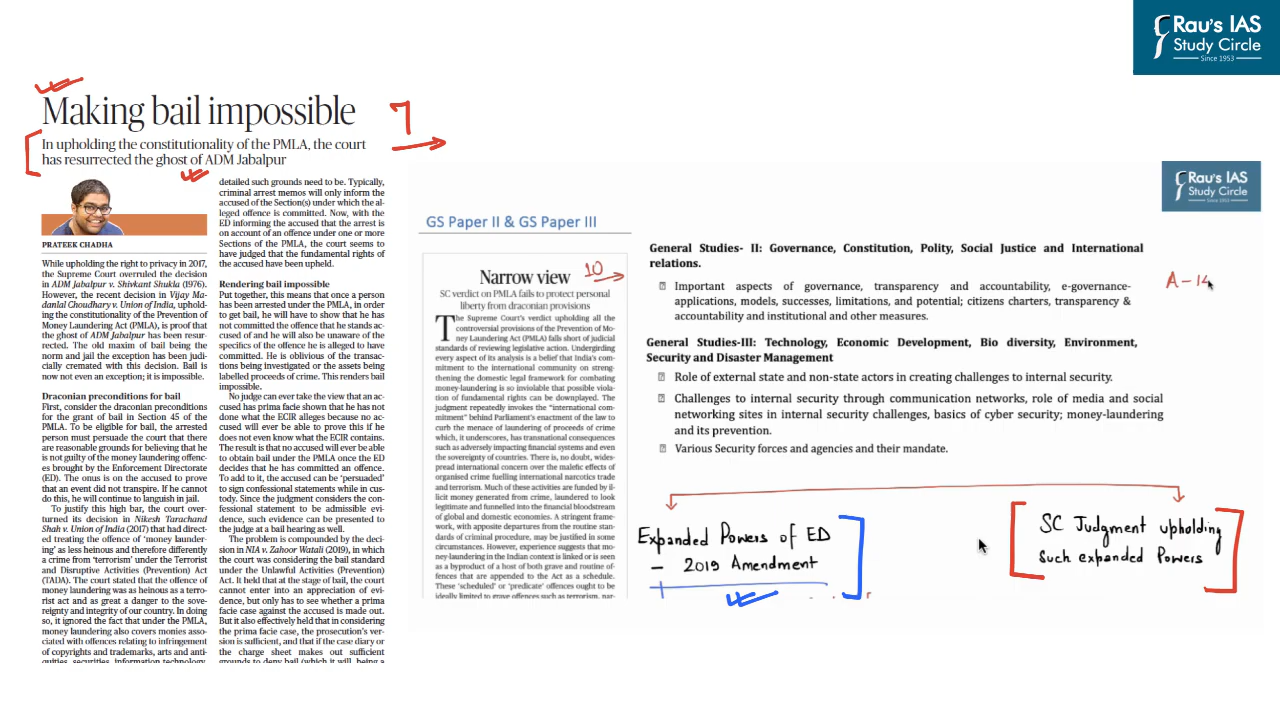 Rau's IAS
Study Circle
Since 1953
Making bail impossible
7
In upholding the constitutionality of the PMLA, the court
has resurrected the ghost of ADM Jabalpur
PRATEEK CHADHA
While upholding the right to privacy in 2017,
the Supreme Court overruled the decision
in ADM Jabalpur v. Shivkant Shukla (1976).
However, the recent decision in Vijay Ma-
danlal Choudhary v. Union of India, uphold-
ing the constitutionality of the Prevention of
Money Laundering Act (PMLA), is proof that
the ghost of ADM Jabalpur has been resur-
rected. The old maxim of bail being the
norm and jail the exception has been judi-
cially cremated with this decision. Bail is
now not even an exception; it is impossible.
Draconian preconditions for bail
First, consider the draconian preconditions
for the grant of bail in Section 45 of the
PMLA. To be eligible for bail, the arrested
person must persuade the court that there
are reasonable grounds for believing that he
is not guilty of the money laundering offenc-
es brought by the Enforcement Directorate
(ED). The onus is on the accused to prove
that an event did not transpire. If he cannot
do this, he will continue to languish in jail.
To justify this high bar, the court over-
turned its decision in Nikesh Tarachand
Shah v. Union of India (2017) that had direct-
ed treating the offence of 'money launder-
ing' as less heinous and therefore differently
a crime from 'terrorism' under the Terrorist
and Disruptive Activities (Prevention) Act
(TADA). The court stated that the offence of
money laundering was as heinous as a terro-
rist act and as great a danger to the sove-
reignty and integrity of our country. In doing
so, it ignored the fact that under the PMLA,
money laundering also covers monies asso-
ciated with offences relating to infringement
of copyrights and trademarks, arts and anti-
quities, securities, information technology,
detailed such grounds need to be. Typically,
criminal arrest memos will only inform the
accused of the Section(s) under which the al-
leged offence is committed. Now, with the
ED informing the accused that the arrest is
on account of an offence under one or more
Sections of the PMLA, the court seems to
have judged that the fundamental rights of
the accused have been upheld.
Rendering bail impossible
Put together, this means that once a person
has been arrested under the PMLA, in order
to get bail, he will have to show that he has
not committed the offence that he stands ac-
cused of and he will also be unaware of the
specifics of the offence he is alleged to have
committed. He is oblivious of the transac-
tions being investigated or the assets being
labelled proceeds of crime. This renders bail
impossible.
No judge can ever take the view that an ac-
cused has prima facie shown that he has not
done what the ECIR alleges because no ac-
cused will ever be able to prove this if he
does not even know what the ECIR contains.
The result is that no accused will ever be able
to obtain bail under PMLA once the ED
decides that he has committed an offence.
To add to it, the accused can be 'persuaded'
to sign confessional statements while in cus-
tody. Since the judgment considers the con-
fessional statement to be admissible evi-
dence, such evidence can be presented to
the judge at a bail hearing as well.
The problem is compounded by the deci-
sion in NIA v. Zahoor Watali (2019), in which
the court was considering the bail standard
under the Unlawful Activities (Prevention)
Act. It held that at the stage of bail, the court
cannot enter into an appreciation of evi-
dence, but only has to see whether a prima
facie case against the accused is made out.
But it also effectively held that in considering
the prima facie case, the prosecution's ver-
sion is sufficient, and that if the case diary or
the charge sheet makes out sufficient
grounds to deny bail (which it will, being a
GS Paper II & GS Paper III
Narrow view
10
SC verdict on PMLA fails to protect personal
liberty from draconian provisions
The Supreme Court's verdict upholding all the
controversial provisions of the Prevention of Mo-
ney Laundering Act (PMLA) falls short of judicial
standards of reviewing legislative action. Undergirding
every aspect of its analysis is a belief that India's com-
mitment to the international community on streng-
thening the domestic legal framework for combating
money-laundering is so inviolable that possible viola-
tion of fundamental rights can be downplayed. The
judgment repeatedly invokes the "international com-
mitment" behind Parliament's enactment of the law to
curb the menace of laundering of proceeds of crime
which, it underscores, has transnational consequences
such as adversely impacting financial systems and even
the sovereignty of countries. There is, no doubt, wides-
pread international concern over the malefic effects of
organised crime fuelling international narcotics trade
and terrorism. Much of these activities are funded by il-
licit money generated from crime, laundered to look
legitimate and funnelled into the financial bloodstream
of global and domestic economies. A stringent frame-
work, with apposite departures from the routine stan-
dards of criminal procedure, may be justified in some
circumstances. However, experience suggests that mo-
ney-laundering in the Indian context is linked or is seen
as a byproduct of a host of both grave and routine of-
fences that are appended to the Act as a schedule.
These 'scheduled' or 'predicate' offences ought to be
ideally limited to grave offences such as terrorism, nar-
Rau's IAS
Study Circle
Since 1953
General Studies- II: Governance, Constitution, Polity, Social Justice and International
relations.
Important aspects of governance, transparency and accountability, e-governance-
applications, models, successes, limitations, and potential; citizens charters, transparency &
accountability and institutional and other measures.
A-14
General Studies-III: Technology, Economic Development, Bio diversity, Environment,
Security and Disaster Management
Role of external state and non-state actors in creating challenges to internal security.
Challenges to internal security through communication networks, role of media and social
networking sites in internal security challenges, basics of cyber security; money-laundering
and its prevention.
Various Security forces and agencies and their mandate.
Expanded Powers of ED
- 2019 Amendment
SC Judgment upholding
such expanded Powers